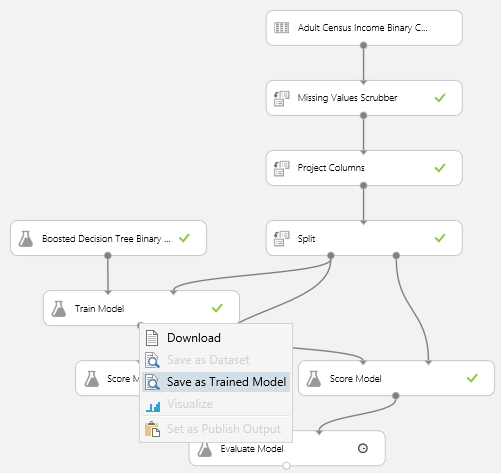 Adult Census Income Binary C...
Missing Values Scrubber
Project Columns
Boosted Decision Tree Binary ...
Split
Train Model
Download
Save as Dataset
Score M
Save as Trained Model
Score Model
Visualize
Set as Publish Output
Evaluate Model